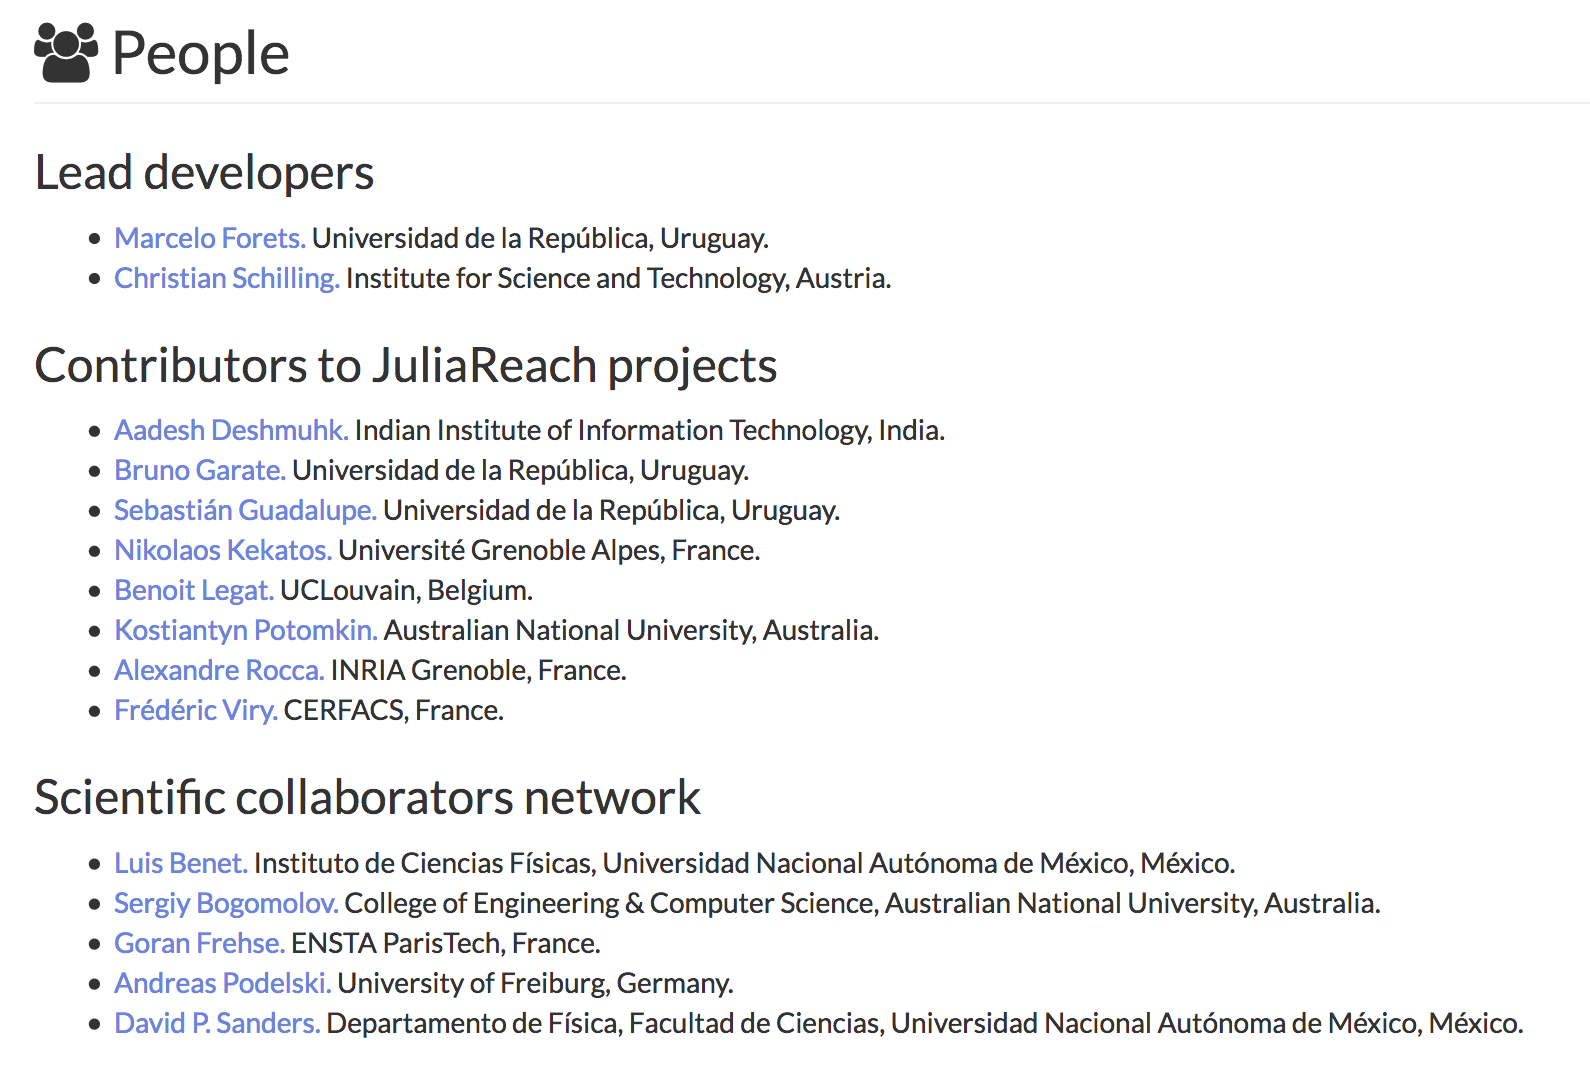 People
Lead developers
Marcelo Forets. Universidad de la República, Uruguay.
Christian Schilling. Institute for Science and Technology, Austria.
Contributors to JuliaReach projects
Aadesh Deshmuhk. Indian Institute of Information Technology, India.
Bruno Garate. Universidad de la República, Uruguay.
Sebastián Guadalupe. Universidad de la República, Uruguay.
Nikolaos Kekatos. Université Grenoble Alpes, France.
Benoit Legat. UCLouvain, Belgium.
Kostiantyn Potomkin. Australian National University, Australia.
Alexandre Rocca. INRIA Grenoble, France.
Frédéric Viry. CERFACS, France.
Scientific collaborators network
Luis Benet. Instituto de Ciencias Físicas, Universidad Nacional Autónoma de México, México.
Sergiy Bogomolov. College of Engineering & Computer Science, Australian National University, Australia.
Goran Frehse. ENSTA ParisTech, France.
Andreas Podelski. University of Freiburg, Germany.
David P. Sanders. Departamento de Física, Facultad de Ciencias, Universidad Nacional Autónoma de México, México.